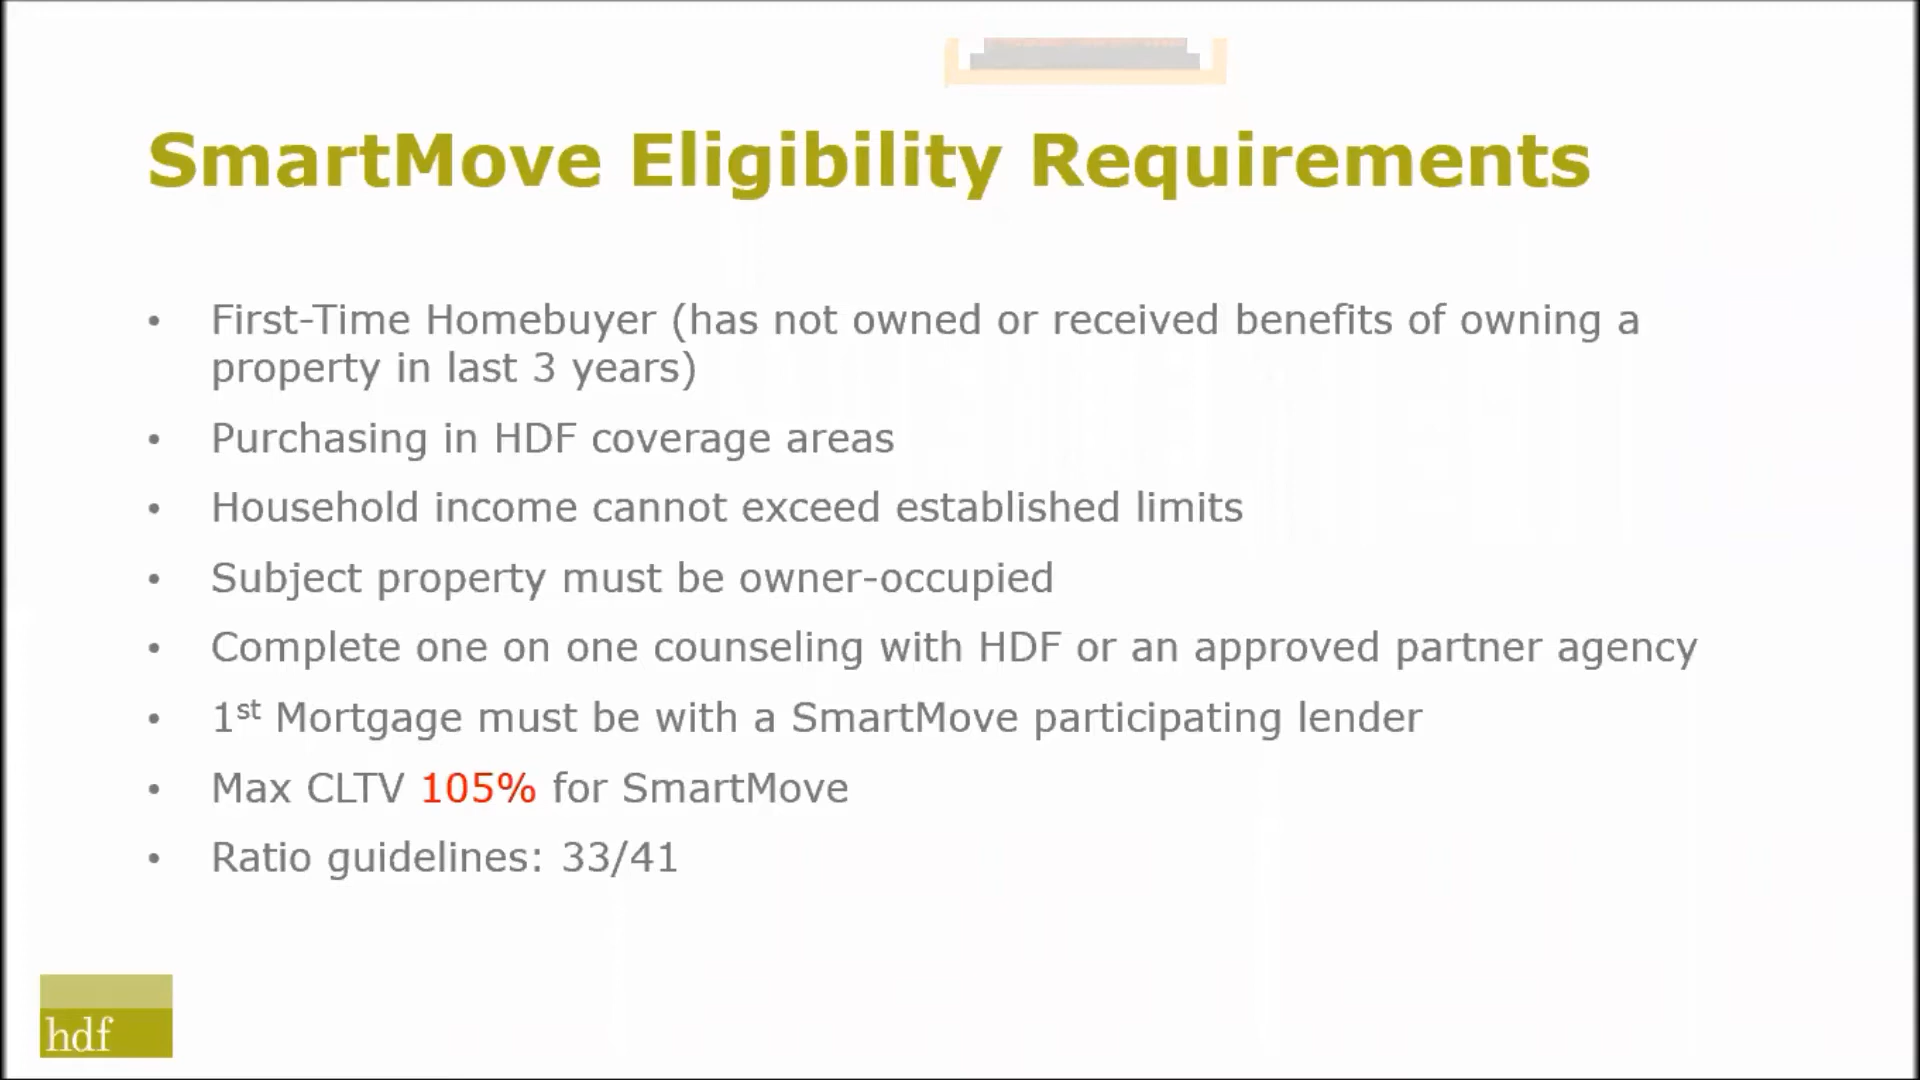 SmartMove Eligibility Requirements
• First-Time Homebuyer (has not owned or received benefits of owning a
property in last 3 years)
• Purchasing in HDF coverage areas
• Household income cannot exceed established limits
• Subject property must be owner-occupied
• Complete one on one counseling with HDF or an approved partner agency
• 1st Mortgage must be with a SmartMove participating lender
• Max CLTV 105% for SmartMove
• Ratio guidelines: 33/41
hdf